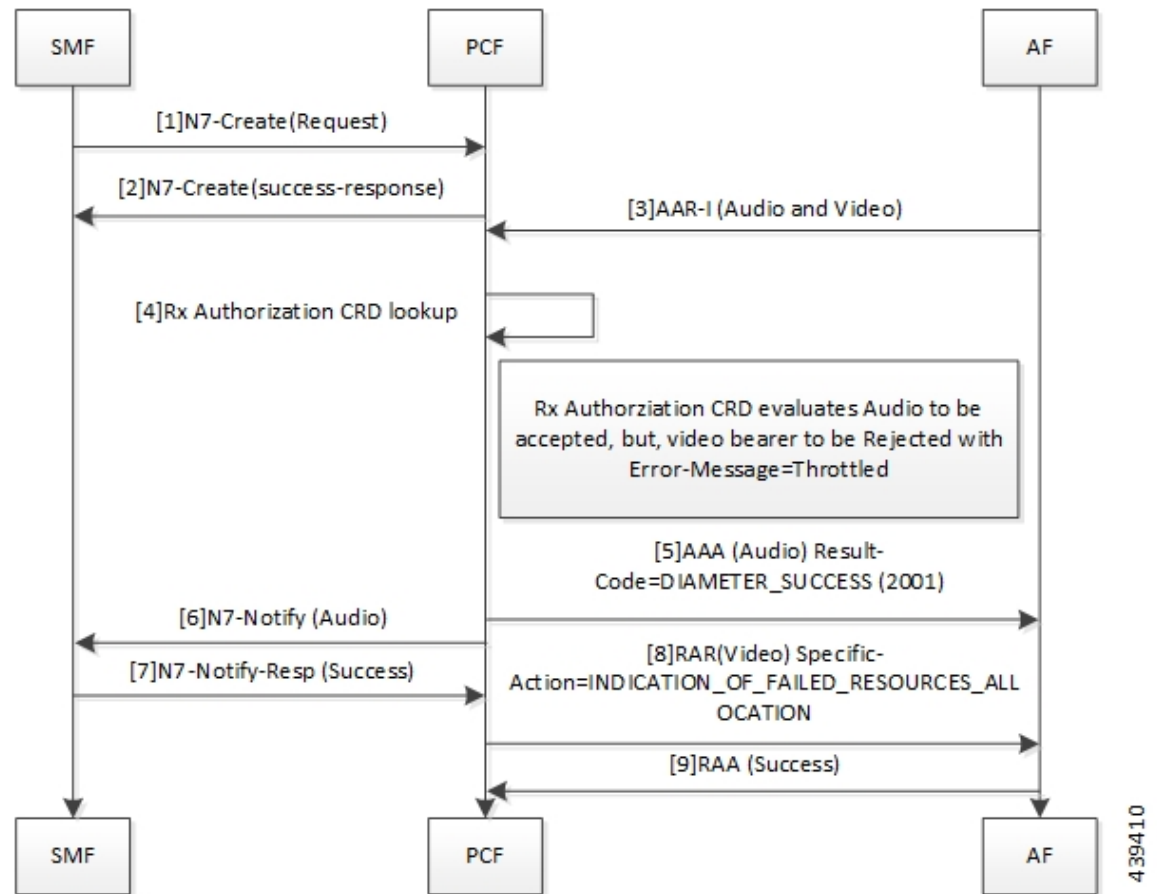 SMF
PCF
AF
[1]N7-Create(Request)
[2]N7-Create(success-response)
[3]AAR-I (Audio and Video)
[4]Rx Authorization CRD lookup
Rx Authorziation CRD evaluates Audio to be
accepted, but, video bearer to be Rejected with
Error-Message=Throttled
[5]AAA (Audio) Result-
Code=DIAMETER_SUCCESS (2001)
[6]N7-Notify (Audio)
[7]N7-Notify-Resp (Success)
[8]RAR(Video) Specific-
Action=INDICATION_OF_FAILED_RESOURCES_ALL
OCATION
[9]RAA (Success)
SMF
PCF
AF
439410